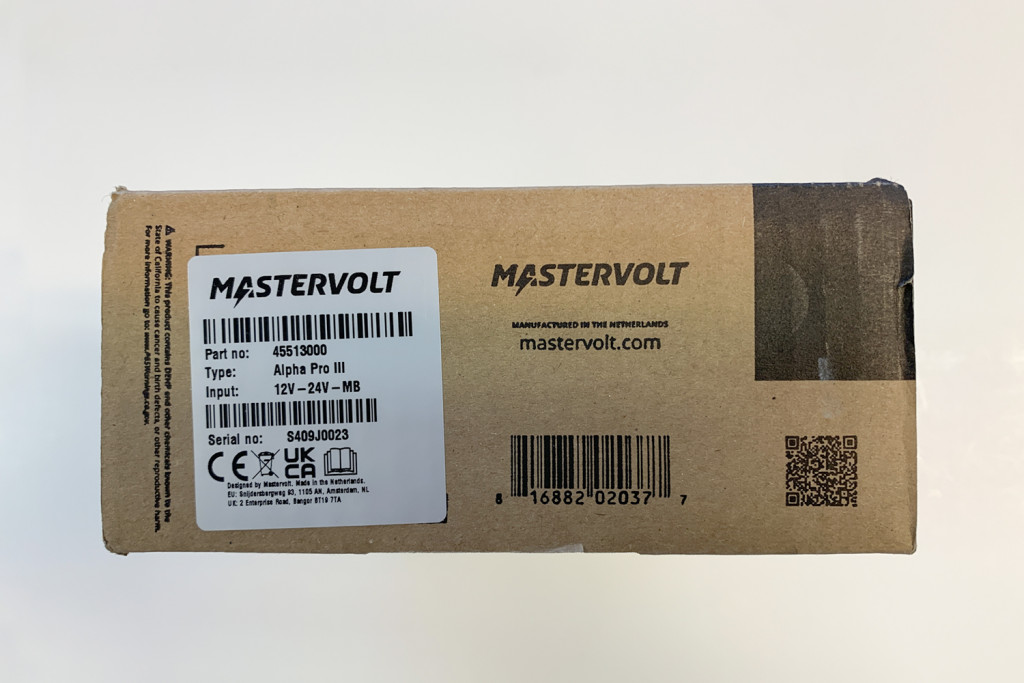 ⚠ WARNING: This product contains DEHP and other chemicals known to the
State of California to cause cancer and birth defects, or other reproductive harm.
For more information go to: www.P65Warnings.ca.gov.
MASTERVOLT
Part no: 45513000
Type: Alpha Pro III
Input: 12V-24V-MB
Serial no: S409J0023
CE UK CA
Designed by Mastervolt. Made in the Netherlands.
EU: Snijdersbergweg 93, 1105 AN, Amsterdam, NL
UK: 2 Enterprise Road, Bangor BT19 7TA
MASTERVOLT
MANUFACTURED IN THE NETHERLANDS
mastervolt.com
8 16882 02037 7